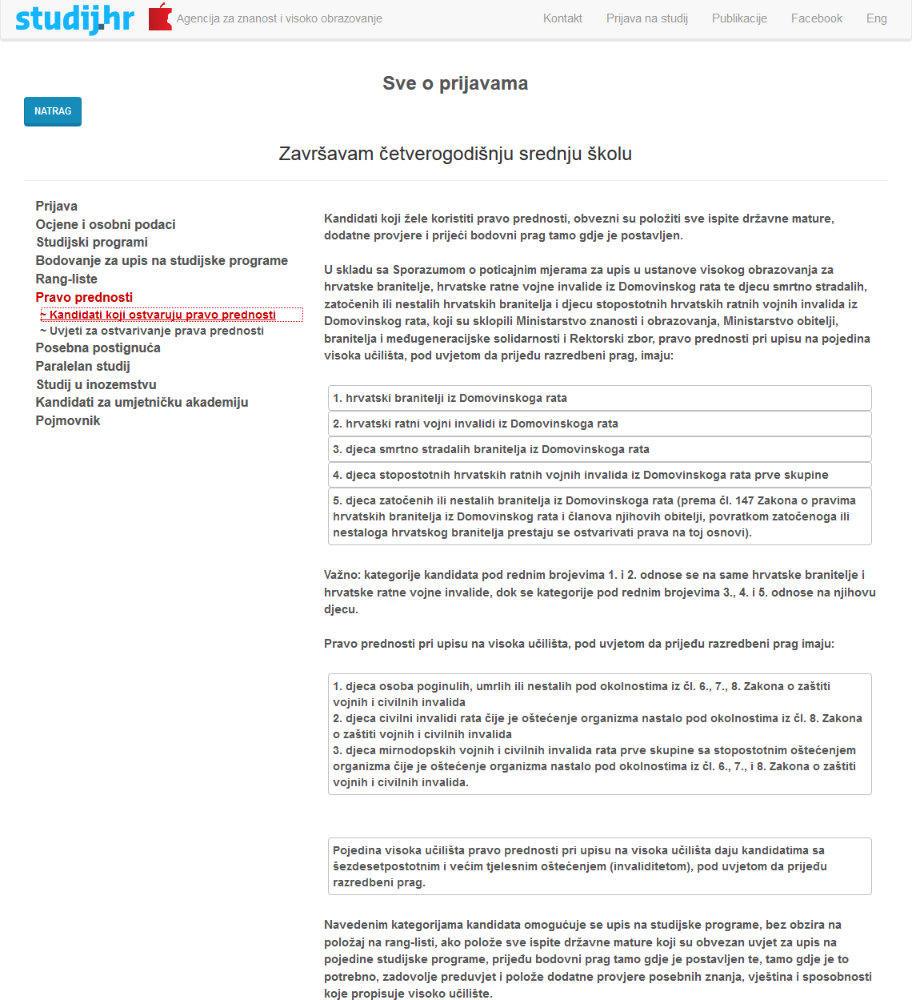 studij.hr
Agencija za znanost i visoko obrazovanje
Kontakt
Prijava na studij
Publikacije
Facebook
Eng
Sve o prijavama
NATRAG
Završavam četverogodišnju srednju školu
Prijava
Ocjene i osobni podaci
Studijski programi
Bodovanje za upis na studijske programe
Rang-liste
Pravo prednosti
~ Kandidati koji ostvaruju pravo prednosti
~ Uvjeti za ostvarivanje prava prednosti
Posebna postignuća
Paralelan studij
Studij u inozemstvu
Kandidati za umjetničku akademiju
Pojmovnik
Kandidati koji žele koristiti pravo prednosti, obvezni su položiti sve ispite državne mature,
dodatne provjere i prijeći bodovni prag tamo gdje je postavljen.
U skladu sa Sporazumom o poticajnim mjerama za upis u ustanove visokog obrazovanja za
hrvatske branitelje, hrvatske ratne vojne invalide iz Domovinskog rata te djecu smrtno stradalih,
zatočenih ili nestalih hrvatskih branitelja i djecu stopostotnih hrvatskih ratnih vojnih invalida iz
Domovinskog rata, koji su sklopili Ministarstvo znanosti i obrazovanja, Ministarstvo obitelji,
branitelja i međugeneracijske solidarnosti i Rektorski zbor, pravo prednosti pri upisu na pojedina
visoka učilišta, pod uvjetom da prijeđu razredbeni prag, imaju:
1. hrvatski branitelji iz Domovinskoga rata
2. hrvatski ratni vojni invalidi iz Domovinskoga rata
3. djeca smrtno stradalih branitelja iz Domovinskoga rata
4. djeca stopostotnih hrvatskih ratnih vojnih invalida iz Domovinskoga rata prve skupine
5. djeca zatočenih ili nestalih branitelja iz Domovinskoga rata (prema čl. 147 Zakona o pravima
hrvatskih branitelja iz Domovinskog rata i članova njihovih obitelji, povratkom zatočenoga ili
nestaloga hrvatskog branitelja prestaju se ostvarivati prava na toj osnovi).
Važno: kategorije kandidata pod rednim brojevima 1. i 2. odnose se na same hrvatske branitelje i
hrvatske ratne vojne invalide, dok se kategorije pod rednim brojevima 3., 4. i 5. odnose na njihovu
djecu.
Pravo prednosti pri upisu na visoka učilišta, pod uvjetom da prijeđu razredbeni prag imaju:
1. djeca osoba poginulih, umrlih ili nestalih pod okolnostima iz čl. 6., 7., 8. Zakona o zaštiti
vojnih i civilnih invalida
2. djeca civilni invalidi rata čije je oštećenje organizma nastalo pod okolnostima iz čl. 8. Zakona
o zaštiti vojnih i civilnih invalida
3. djeca mirnodopskih vojnih i civilnih invalida rata prve skupine sa stopostotnim oštećenjem
organizma čije je oštećenje organizma nastalo pod okolnostima iz čl. 6., 7., i 8. Zakona o zaštiti
vojnih i civilnih invalida.
Pojedina visoka učilišta pravo prednosti pri upisu na visoka učilišta daju kandidatima sa
šezdesetpostotnim i većim tjelesnim oštećenjem (invaliditetom), pod uvjetom da prijeđu
razredbeni prag.
Navedenim kategorijama kandidata omogućuje se upis na studijske programe, bez obzira na
položaj na rang-listi, ako polože sve ispite državne mature koji su obvezan uvjet za upis na
pojedine studijske programe, prijeđu bodovni prag tamo gdje je postavljen te, tamo gdje je to
potrebno, zadovolje preduvjet i polože dodatne provjere posebnih znanja, vještina i sposobnosti
koje propisuje visoko učilište.